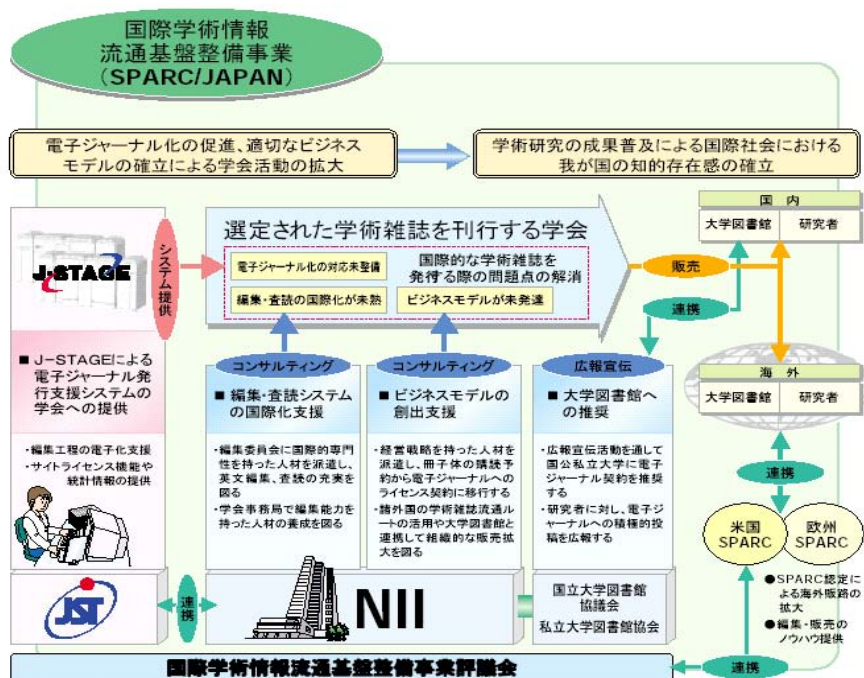 国際学術情報
流通基盤整備事業
(SPARC/JAPAN)
電子ジャーナル化の促進、適切なビジネス
モデルの確立による学会活動の拡大
学術研究の成果普及による国際社会における
我が国の知的存在感の確立
J-STAGE
システム提供
選定された学術雑誌を刊行する学会
電子ジャーナル化の対応未整備
国際的な学術雑誌を
発行する際の問題点の解消
編集・査読の国際化が未熟
ビジネスモデルが未発達
販売
国 内
大学図書館
研究者
連携
海 外
大学図書館
研究者
■ J-STAGEによる
電子ジャーナル発
行支援システムの
学会への提供
・編集工程の電子化支援
・サイトライセンス機能や
統計情報の提供
コンサルティング
■ 編集・査読システム
の国際化支援
・編集委員会に国際的専門
性を持った人材を派遣し、
英文編集、査読の充実を
図る
・学会事務局で編集能力を
持った人材の養成を図る
コンサルティング
■ ビジネスモデルの
創出支援
・経営戦略を持った人材を
派遣し、冊子体の購読予
約から電子ジャーナルへの
ライセンス契約に移行する
・諸外国の学術雑誌流通ル
ートの活用や大学図書館と
連携して組織的な販売拡
大を図る
広報宣伝
■ 大学図書館へ
の推奨
・広報宣伝活動を通して
国公私立大学に電子
ジャーナル契約を推奨
する
・研究者に対し、電子ジャ
ーナルへの積極的投
稿を広報する
連携
米国
SPARC
欧州
SPARC
●SPARC認定に
よる海外販路の
拡大
●編集・販売の
ノウハウ提供
JST
連携
NII
国立大学図書館
協議会
私立大学図書館協会
国際学術情報流通基盤整備事業評議会
連携